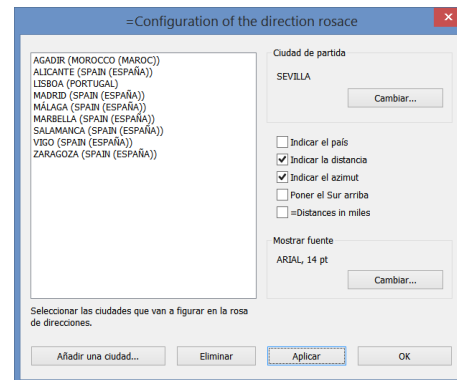 =Configuration of the direction rosace
AGADIR (MOROCCO (MAROC))
ALICANTE (SPAIN (ESPAÑA))
LISBOA (PORTUGAL)
MADRID (SPAIN (ESPAÑA))
MÁLAGA (SPAIN (ESPAÑA))
MARBELLA (SPAIN (ESPAÑA))
SALAMANCA (SPAIN (ESPAÑA))
VIGO (SPAIN (ESPAÑA))
ZARAGOZA (SPAIN (ESPAÑA))
Seleccionar las ciudades que van a figurar en la rosa
de direcciones.
Ciudad de partida
SEVILLA
Cambiar...
Indicar el país
Indicar la distancia
Indicar el azimut
Poner el Sur arriba
=Distances in miles
Mostrar fuente
ARIAL, 14 pt
Cambiar...
Añadir una ciudad...
Eliminar
Aplicar
OK